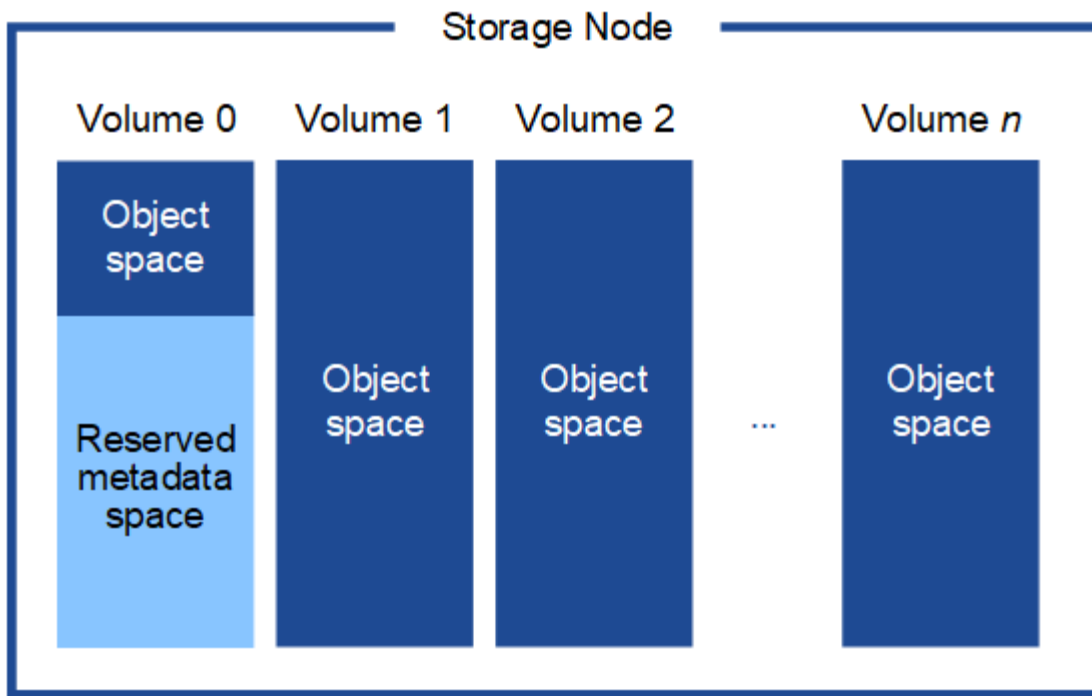 Storage Node
Volume 0
Volume 1
Volume 2
Volume n
Object
space
Reserved
metadata
space
Object
space
Object
space
...
Object
space